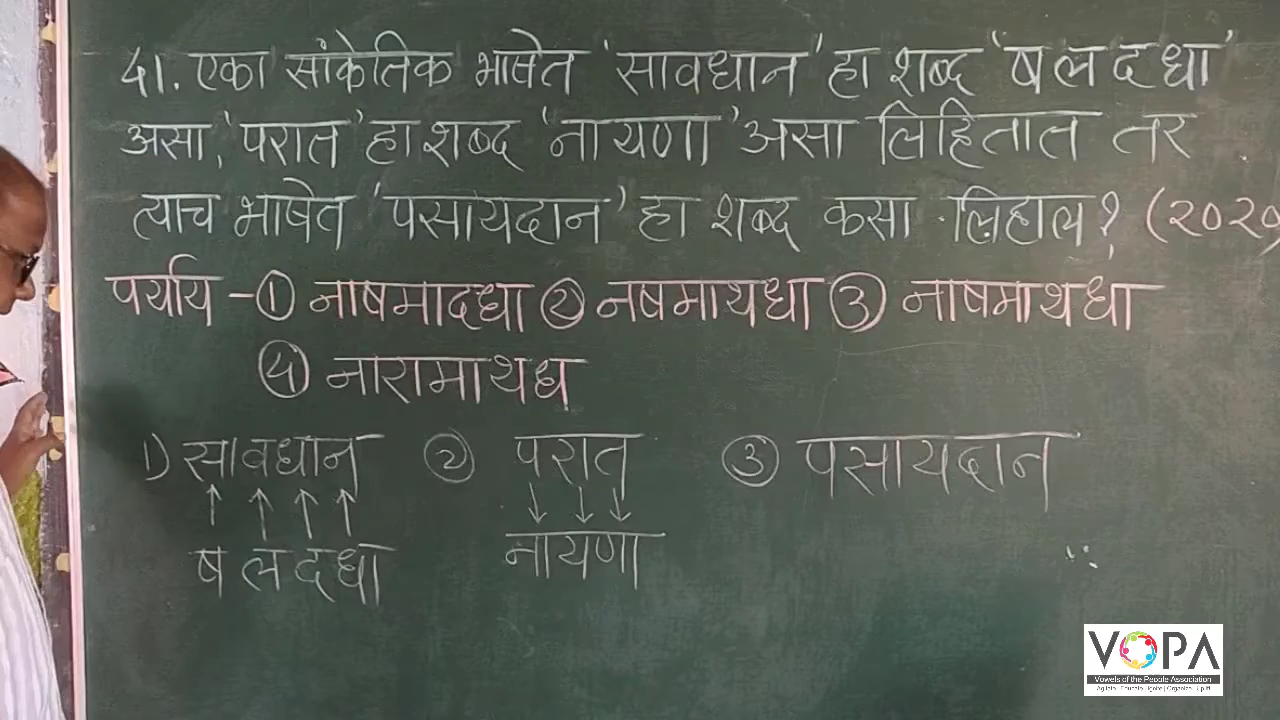 41. एका सांकेतिक भाषेत 'सावधान' हा शब्द 'षलदधा'
असा, 'परात' हा शब्द 'नायणा' असा लिहितात तर
त्याच भाषेत 'पसायदान' हा शब्द कसा लिहाल? (२०२१)
पर्याय - ① नाषमादधा ② नषमाथधा ③ नाषमाथधा
④ नारामाथध
1) सावधान ② परात ③ पसायदान
षलदधा नायणा
VOPA
Vowels of the People Association